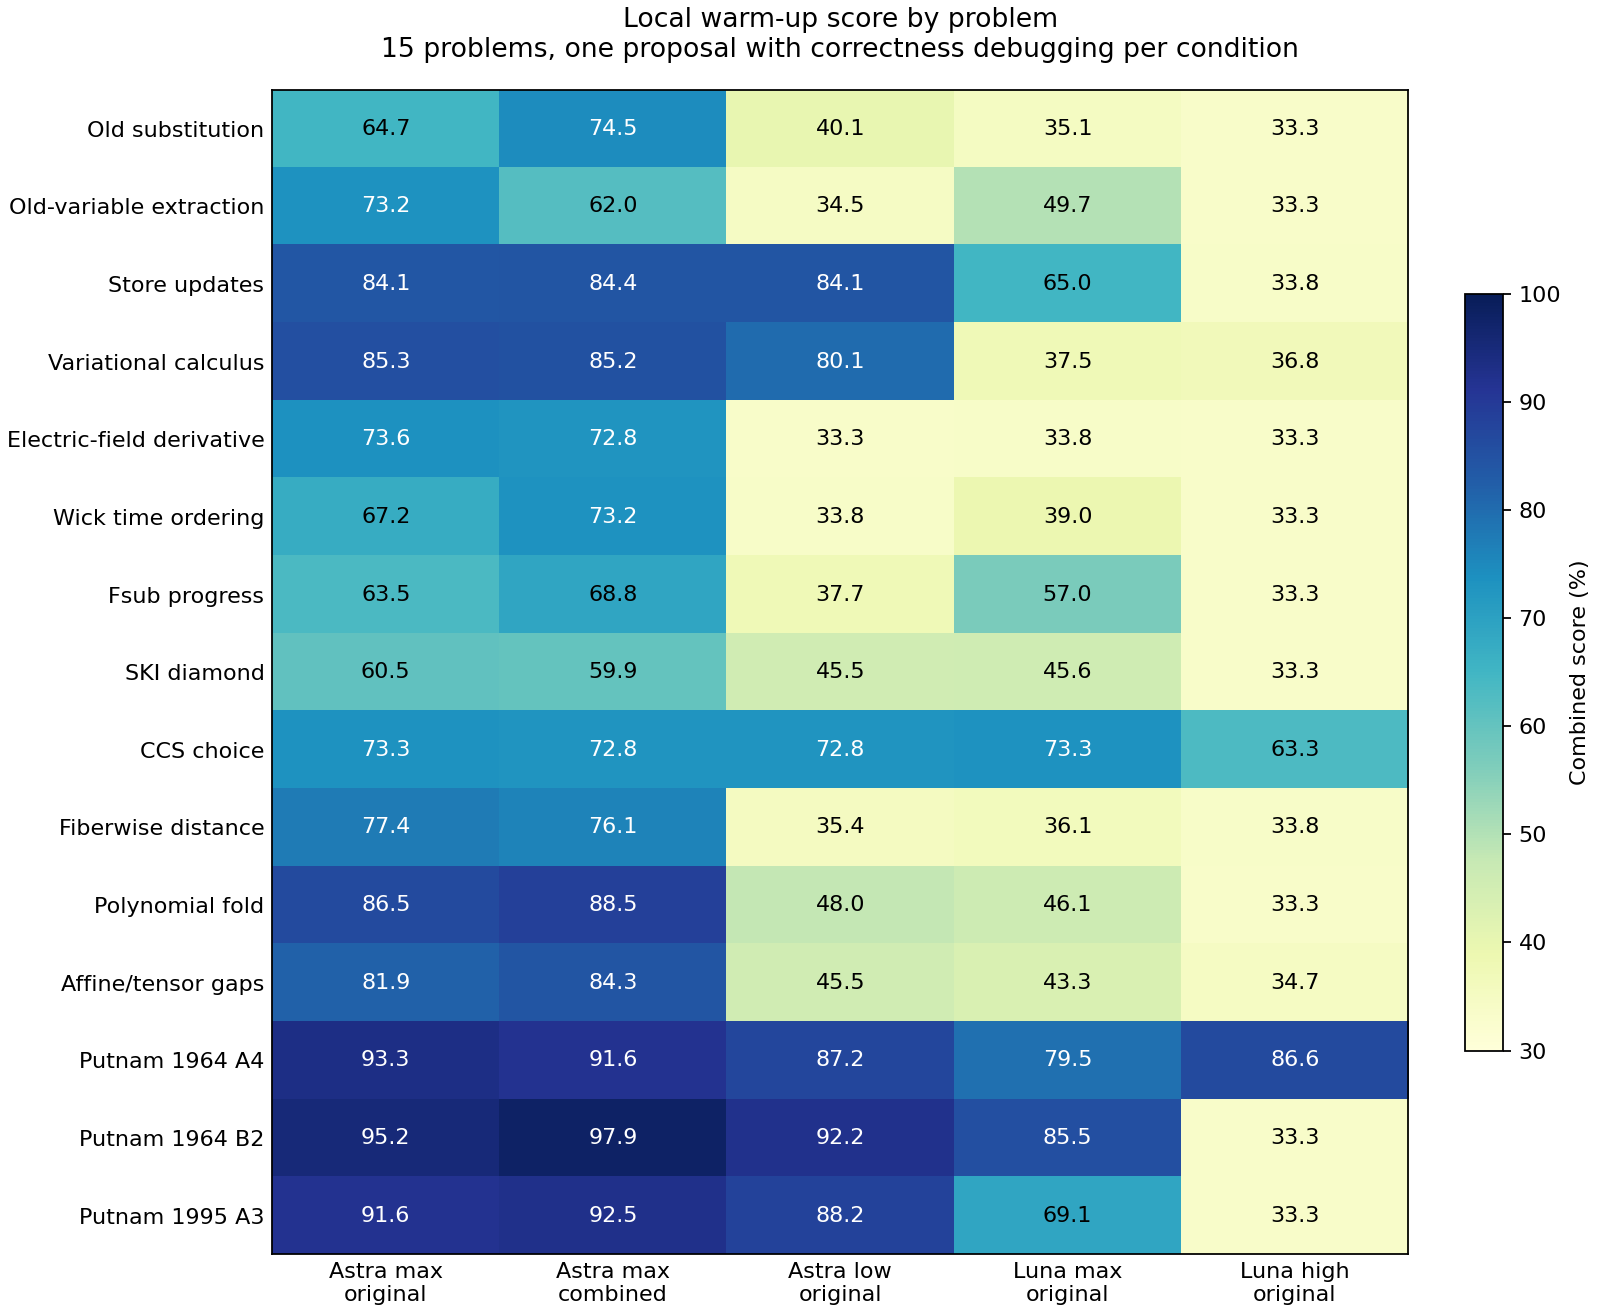 Local warm-up score by problem
15 problems, one proposal with correctness debugging per condition
Old substitution 64.7 74.5 40.1 35.1 33.3
Old-variable extraction 73.2 62.0 34.5 49.7 33.3
Store updates 84.1 84.4 84.1 65.0 33.8
Variational calculus 85.3 85.2 80.1 37.5 36.8
Electric-field derivative 73.6 72.8 33.3 33.8 33.3
Wick time ordering 67.2 73.2 33.8 39.0 33.3
Fsub progress 63.5 68.8 37.7 57.0 33.3
SKI diamond 60.5 59.9 45.5 45.6 33.3
CCS choice 73.3 72.8 72.8 73.3 63.3
Fiberwise distance 77.4 76.1 35.4 36.1 33.8
Polynomial fold 86.5 88.5 48.0 46.1 33.3
Affine/tensor gaps 81.9 84.3 45.5 43.3 34.7
Putnam 1964 A4 93.3 91.6 87.2 79.5 86.6
Putnam 1964 B2 95.2 97.9 92.2 85.5 33.3
Putnam 1995 A3 91.6 92.5 88.2 69.1 33.3
Astra max Astra max Astra low Luna max Luna high
original combined original original original
100
90
80
70
60
50
40
30
Combined score (%)